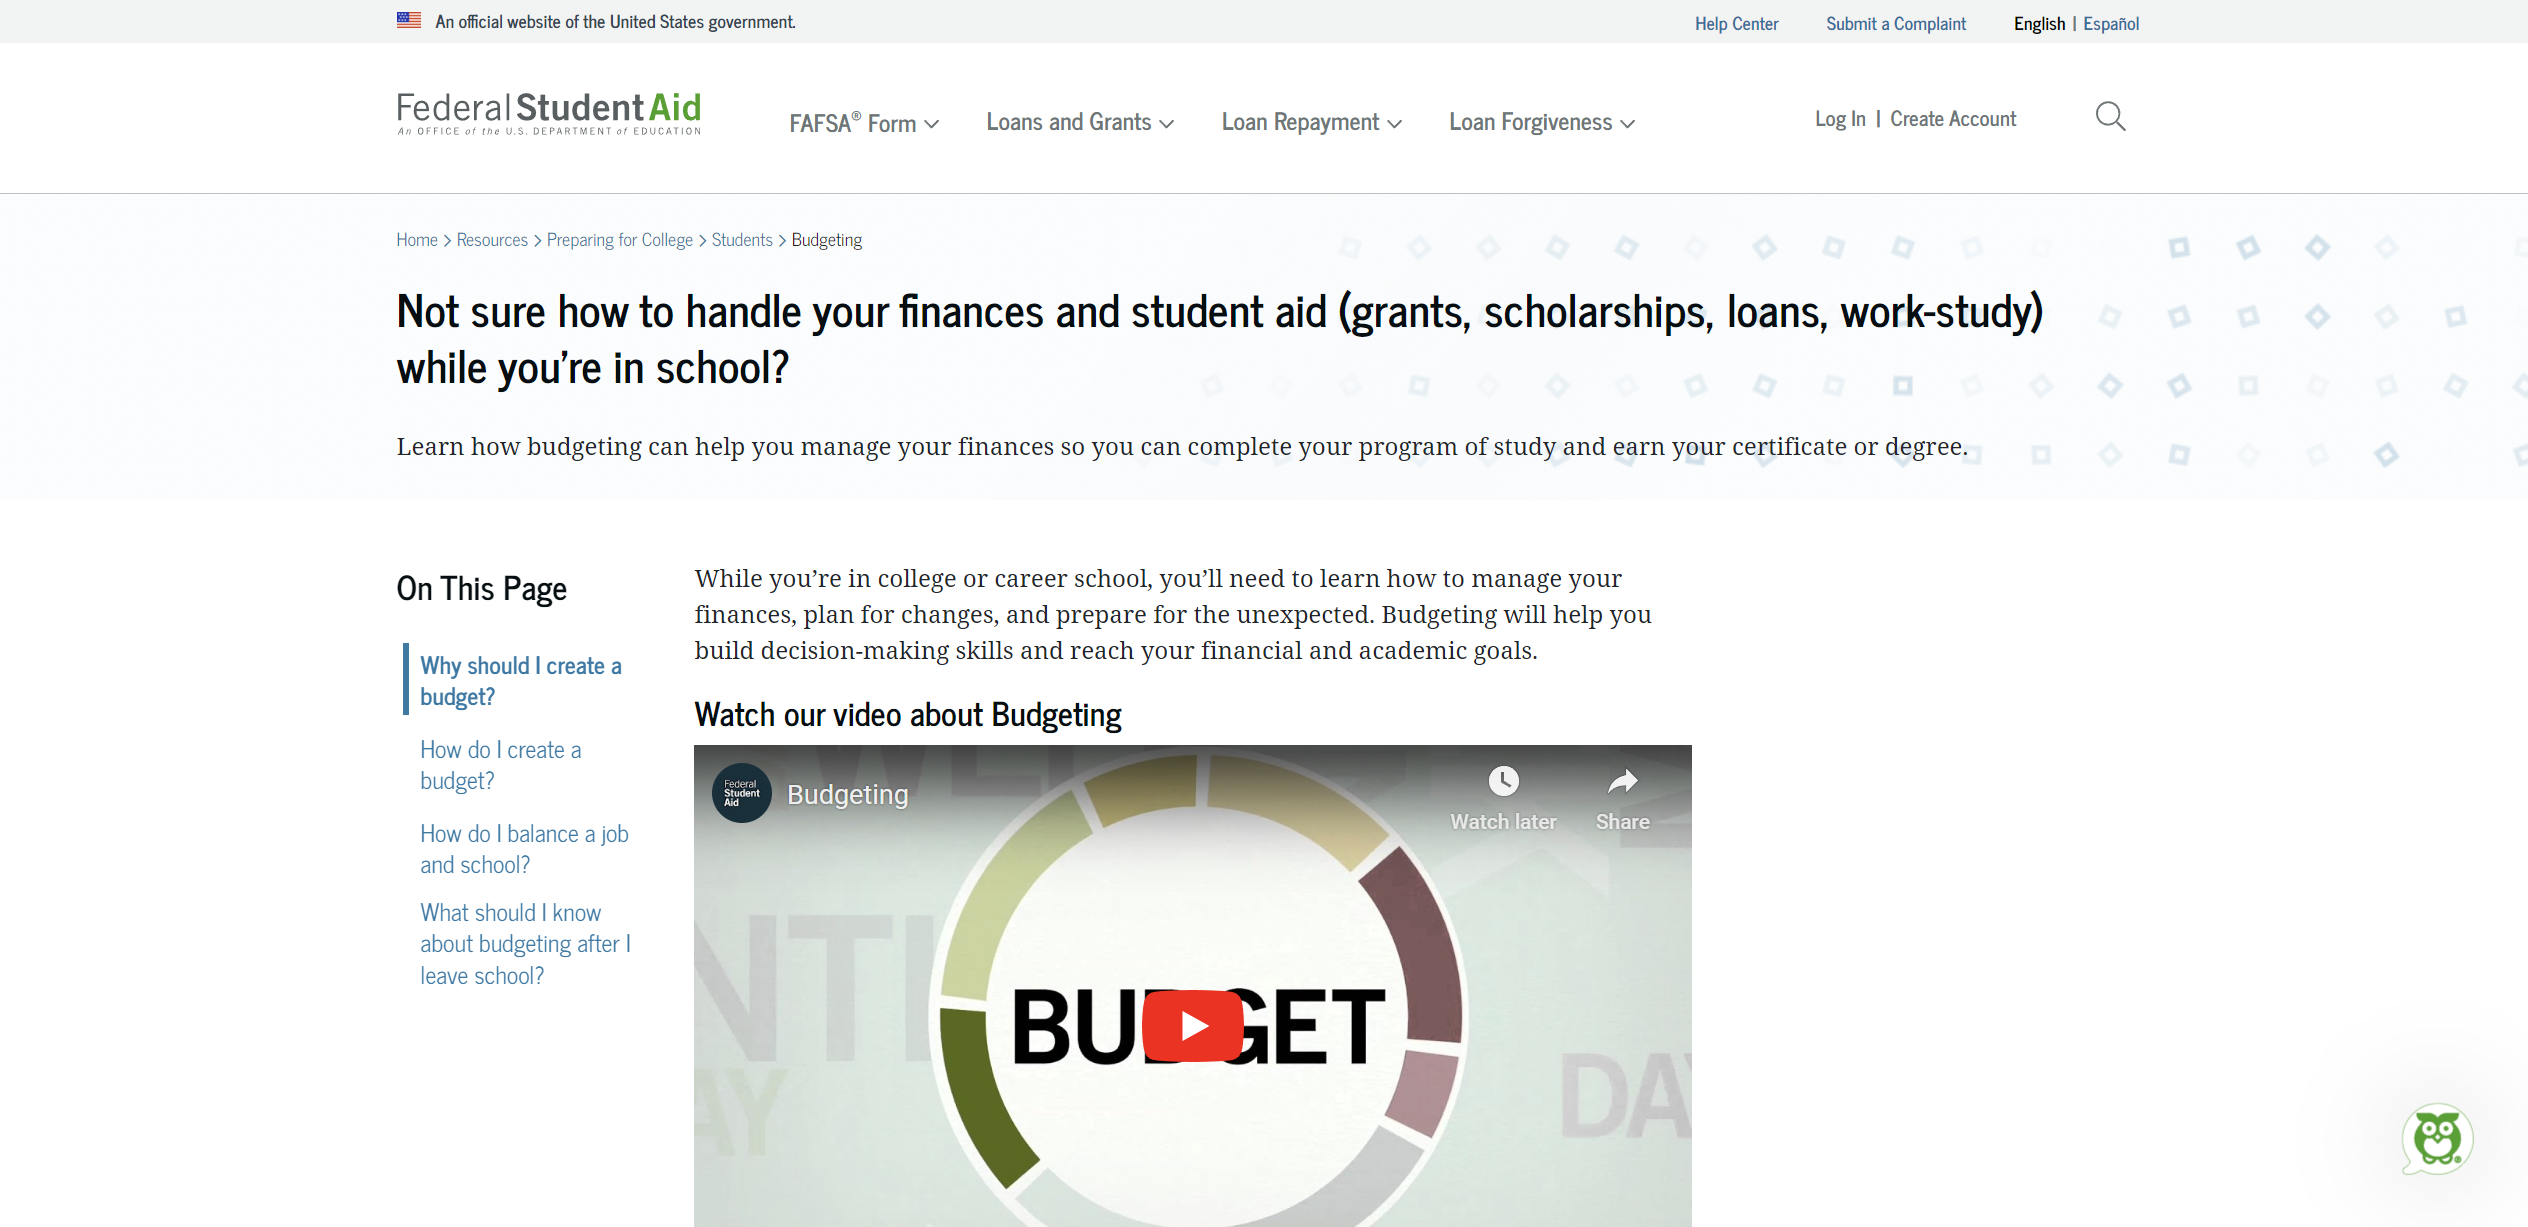 An official website of the United States government.
Help Center
Submit a Complaint
English | Español
Federal Student Aid
An OFFICE of the U.S. DEPARTMENT of EDUCATION
FAFSA® Form
Loans and Grants
Loan Repayment
Loan Forgiveness
Log In | Create Account
Home > Resources > Preparing for College > Students > Budgeting
Not sure how to handle your finances and student aid (grants, scholarships, loans, work-study)
while you’re in school?
Learn how budgeting can help you manage your finances so you can complete your program of study and earn your certificate or degree.
On This Page
Why should I create a
budget?
How do I create a
budget?
How do I balance a job
and school?
What should I know
about budgeting after I
leave school?
While you’re in college or career school, you’ll need to learn how to manage your
finances, plan for changes, and prepare for the unexpected. Budgeting will help you
build decision-making skills and reach your financial and academic goals.
Watch our video about Budgeting
Federal
Student
Aid
Budgeting
Watch later
Share
BUDGET